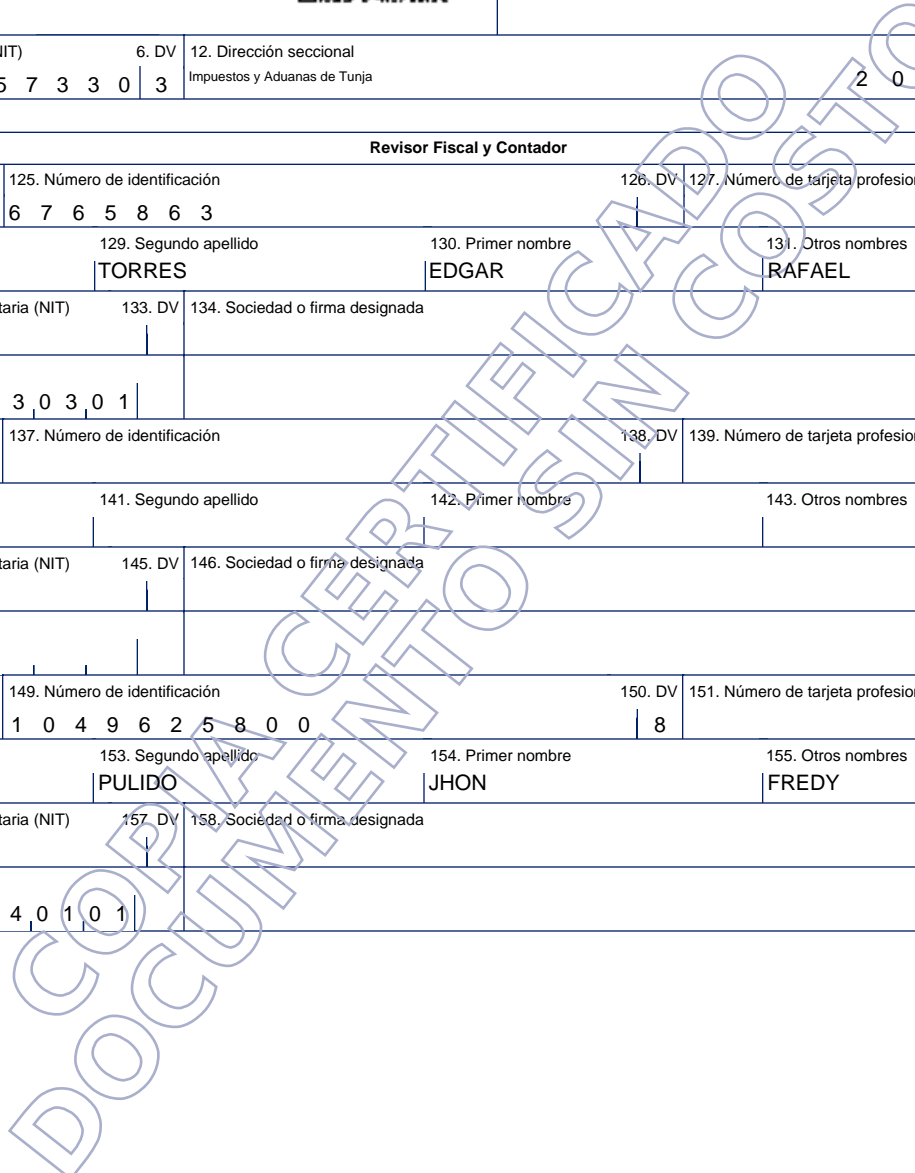 NIT) 6. DV 12. Dirección seccional
5 7 3 3 0 3 Impuestos y Aduanas de Tunja 2 0
Revisor Fiscal y Contador
125. Número de identificación 126. DV 127. Número de tarjeta profesion
6 7 6 5 8 6 3
129. Segundo apellido 130. Primer nombre 131. Otros nombres
TORRES EDGAR RAFAEL
taria (NIT) 133. DV 134. Sociedad o firma designada
3 0 3 0 1
137. Número de identificación 138. DV 139. Número de tarjeta profesion
141. Segundo apellido 142. Primer nombre 143. Otros nombres
taria (NIT) 145. DV 146. Sociedad o firma designada
149. Número de identificación 150. DV 151. Número de tarjeta profesion
1 0 4 9 6 2 5 8 0 0 8
153. Segundo apellido 154. Primer nombre 155. Otros nombres
PULIDO JHON FREDY
taria (NIT) 157. DV 158. Sociedad o firma designada
4 0 1 0 1
COPIA CERTIFICADO
DOCUMENTO SIN COSTO